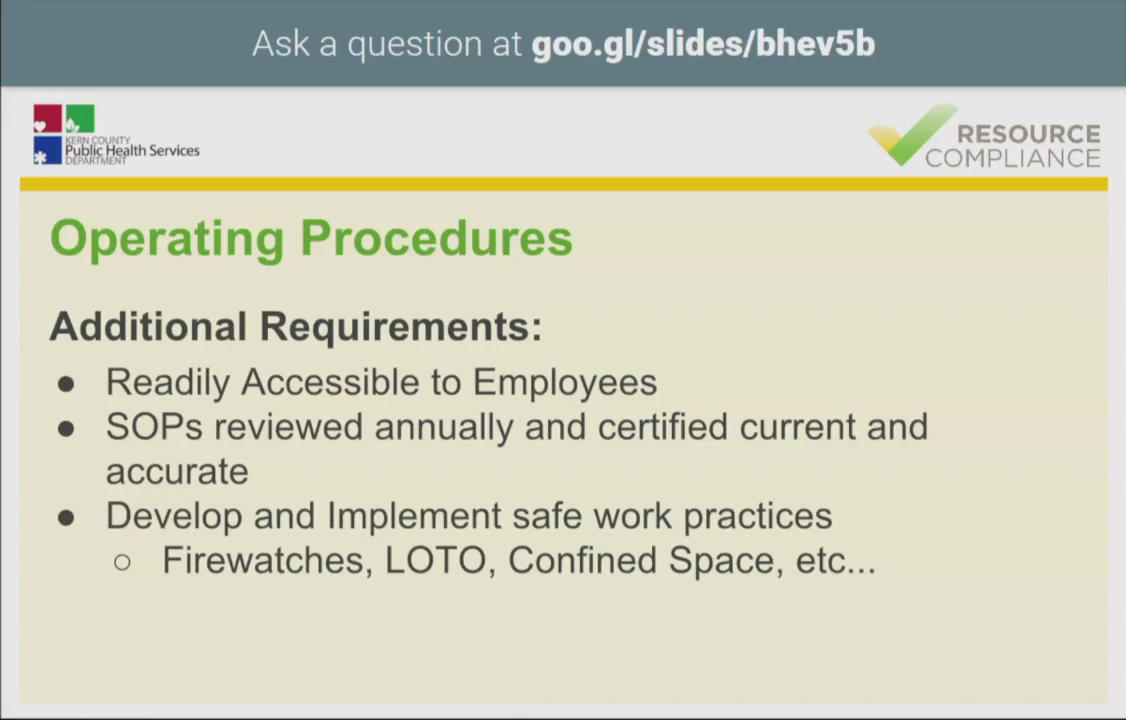 Ask a question at goo.gl/slides/bhev5b
KERN COUNTY
Public Health Services
DEPARTMENT
RESOURCE
COMPLIANCE
Operating Procedures
Additional Requirements:
● Readily Accessible to Employees
● SOPs reviewed annually and certified current and
accurate
● Develop and Implement safe work practices
○ Firewatches, LOTO, Confined Space, etc...